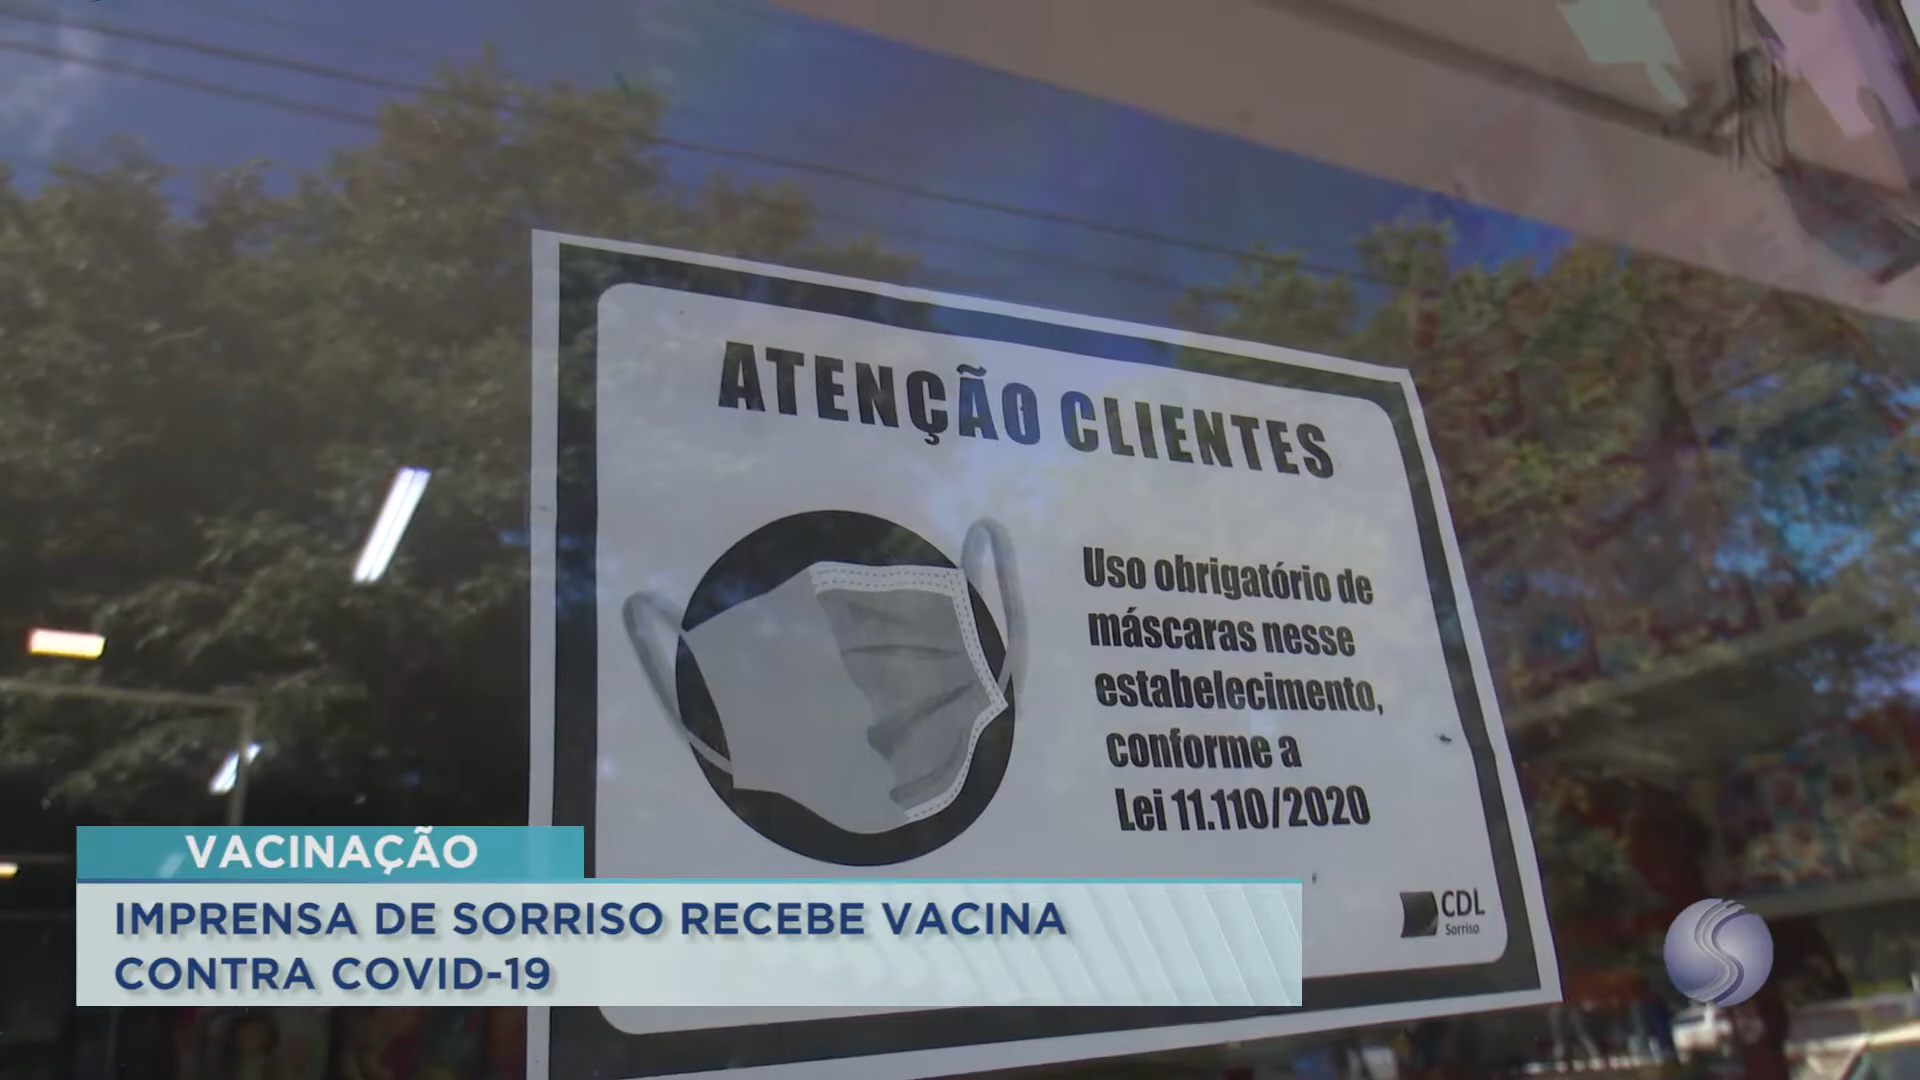 ATENÇÃO CLIENTES
Uso obrigatório de
máscaras nesse
estabelecimento,
conforme a
Lei 11.110/2020
CDL
Sorriso
VACINAÇÃO
IMPRENSA DE SORRISO RECEBE VACINA
CONTRA COVID-19